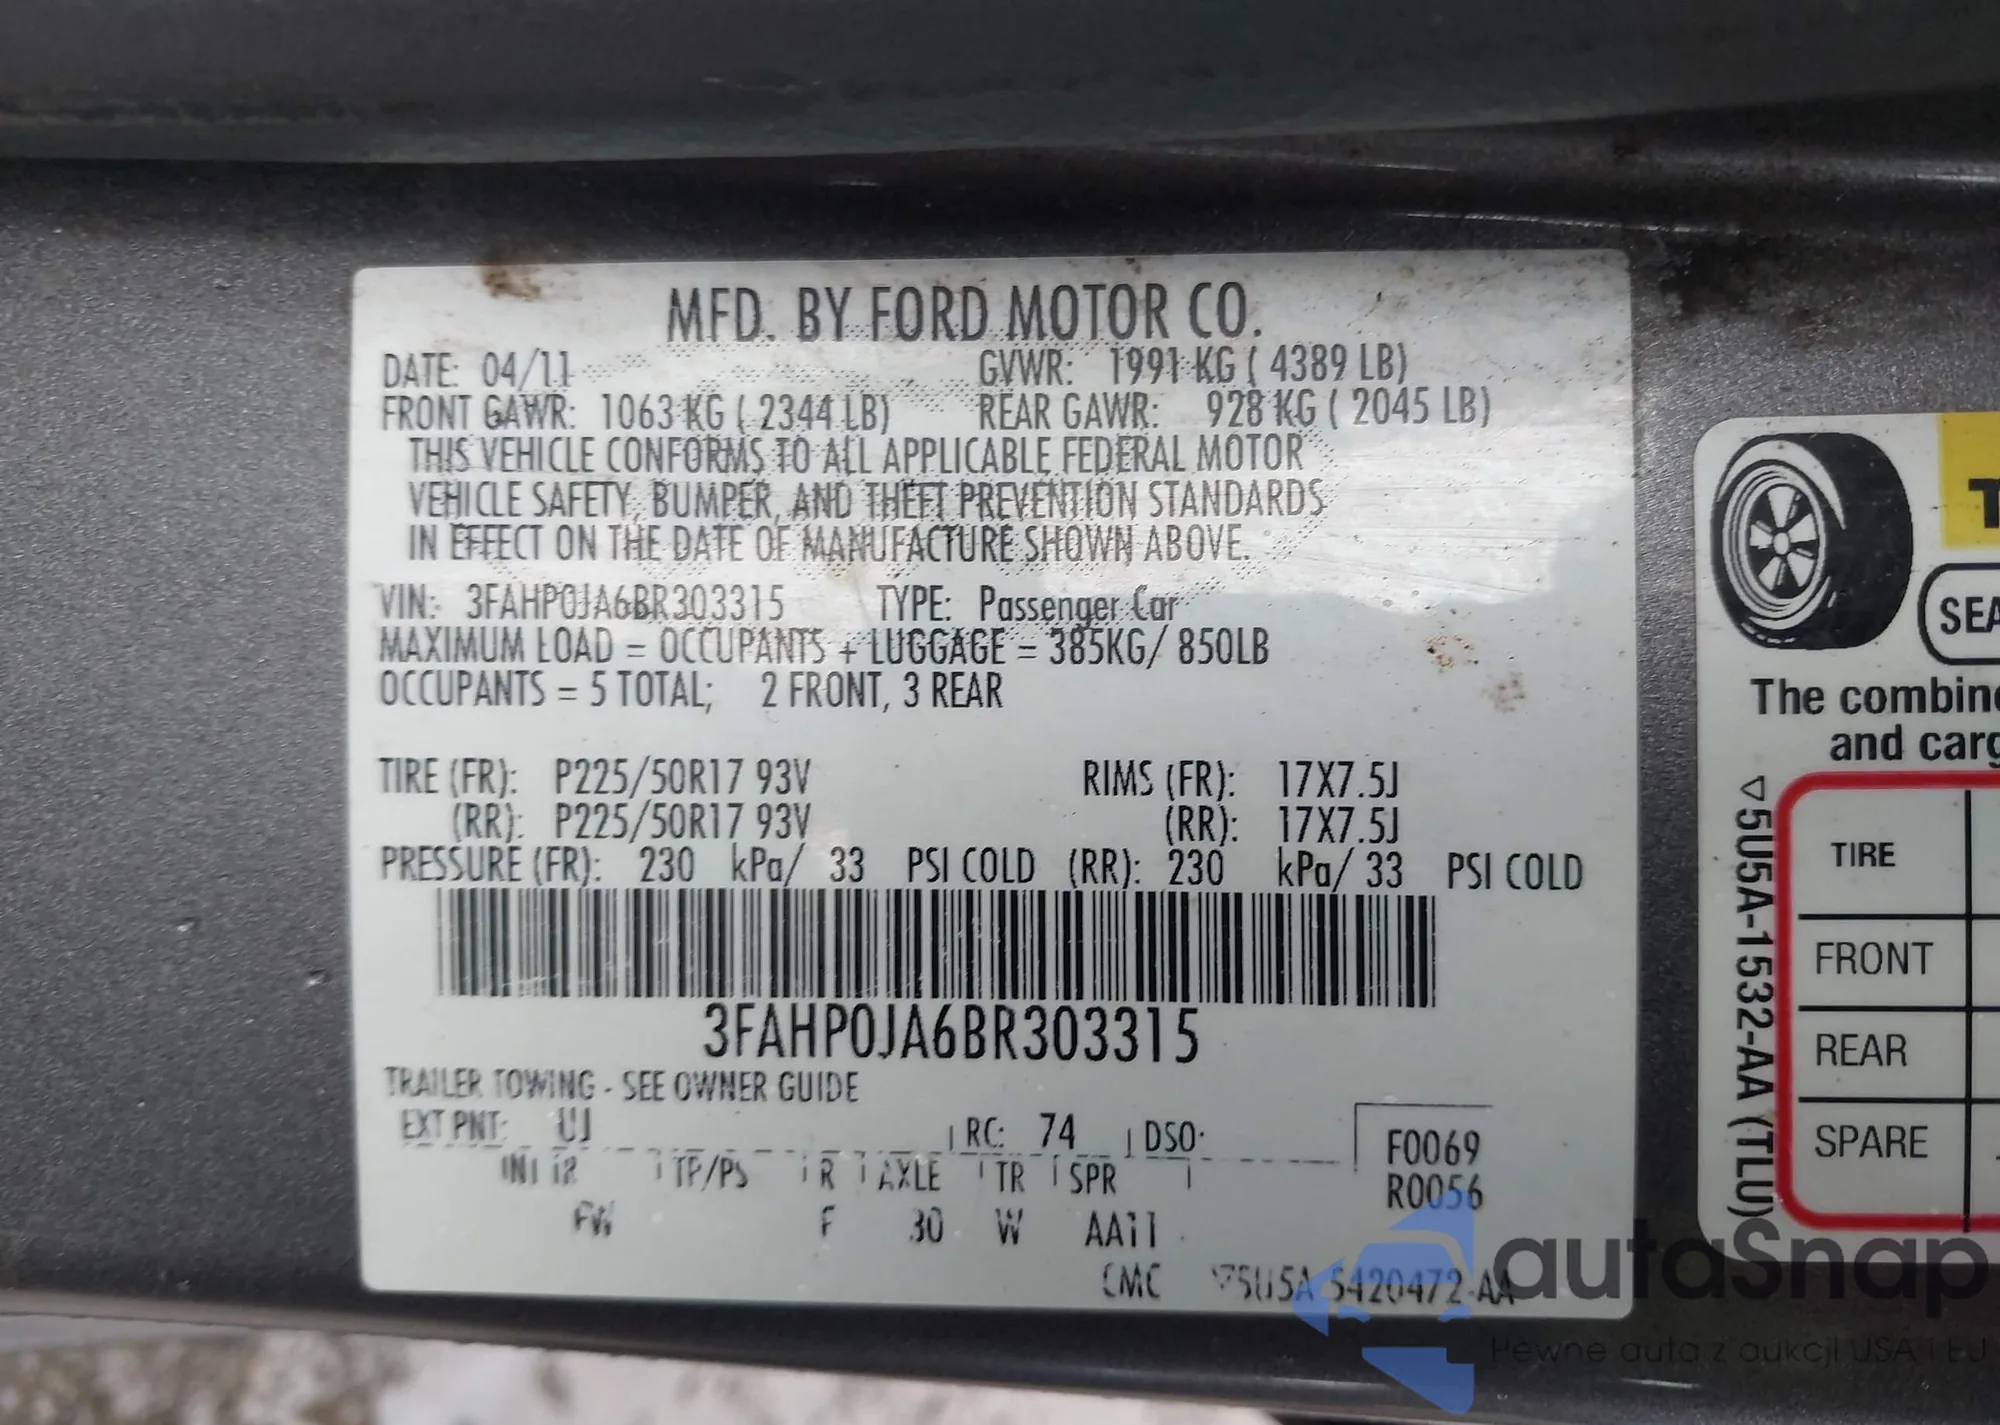 MFD. BY FORD MOTOR CO.
DATE: 04/11 GVWR: 1991 KG ( 4389 LB)
FRONT GAWR: 1063 KG ( 2344 LB) REAR GAWR: 928 KG ( 2045 LB)
THIS VEHICLE CONFORMS TO ALL APPLICABLE FEDERAL MOTOR
VEHICLE SAFETY, BUMPER, AND THEFT PREVENTION STANDARDS
IN EFFECT ON THE DATE OF MANUFACTURE SHOWN ABOVE.
VIN: 3FAHP0JA6BR303315 TYPE: Passenger Car
MAXIMUM LOAD = OCCUPANTS + LUGGAGE = 385KG/ 850LB
OCCUPANTS = 5 TOTAL; 2 FRONT, 3 REAR
TIRE (FR): P225/50R17 93V RIMS (FR): 17X7.5J
(RR): P225/50R17 93V (RR): 17X7.5J
PRESSURE (FR): 230 kPa/ 33 PSI COLD (RR): 230 kPa/ 33 PSI COLD
3FAHP0JA6BR303315
TRAILER TOWING - SEE OWNER GUIDE
EXT PNT: UJ RC: 74 DSO:
TP/PS R AXLE TR SPR
F0069
R0056
FW F 30 W AA11
CMC ▽5U5A 5420472-AA
SEA
The combin
and carg
▽5U5A-1532-AA (TLU)
TIRE
FRONT
REAR
SPARE
autaSnap
Pewne auta z aukcji USA i EU